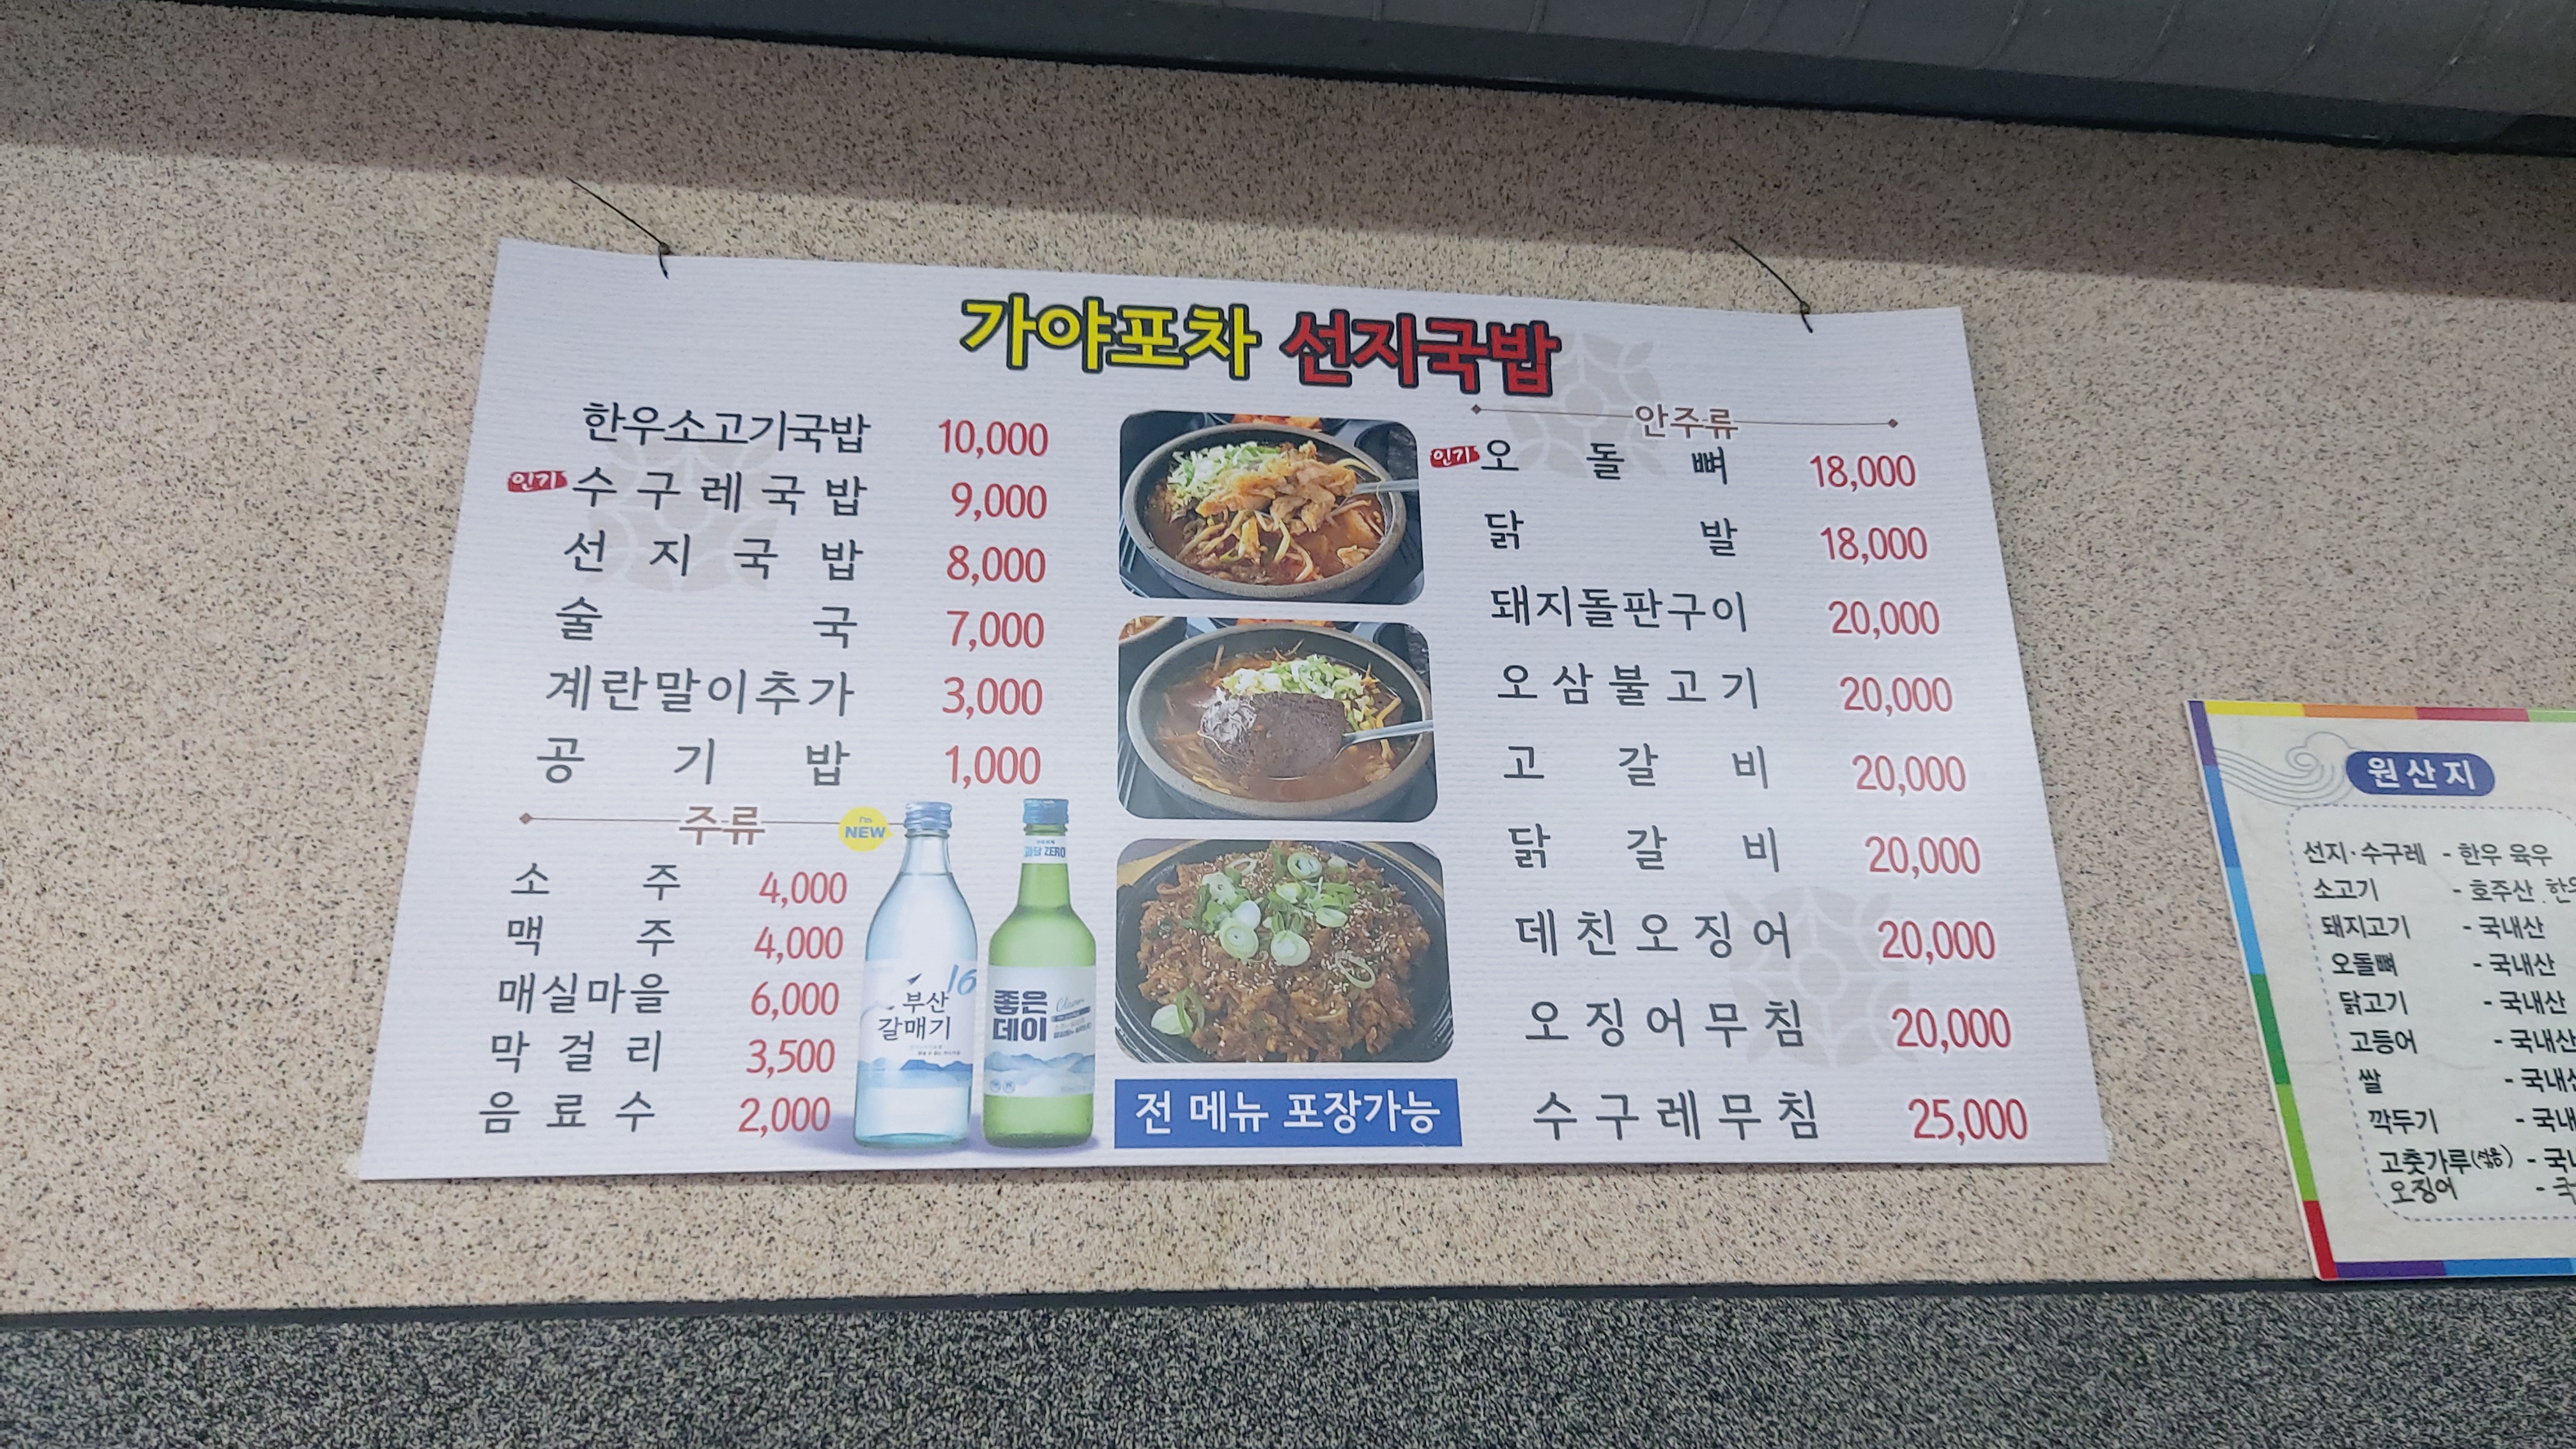 가야포차 선지국밥
한우소고기국밥 10,000
인기 수구레국밥 9,000
선지국밥 8,000
술국 7,000
계란말이추가 3,000
공기밥 1,000
주류
I'm NEW
소주 4,000
맥주 4,000
매실마을 6,000
막걸리 3,500
음료수 2,000
16
부산
갈매기
ZERO
좋은
데이
전 메뉴 포장가능
안주류
인기 오돌뼈 18,000
닭발 18,000
돼지돌판구이 20,000
오삼불고기 20,000
고갈비 20,000
닭갈비 20,000
데친오징어 20,000
오징어무침 20,000
수구레무침 25,000
원산지
선지·수구레 - 한우 육우
소고기 - 호주산.
돼지고기 - 국내산
오돌뼈 - 국내산
닭고기 - 국내산
고등어 - 국내산
쌀 - 국내
깍두기 - 국내
고춧가루 -
오징어 -